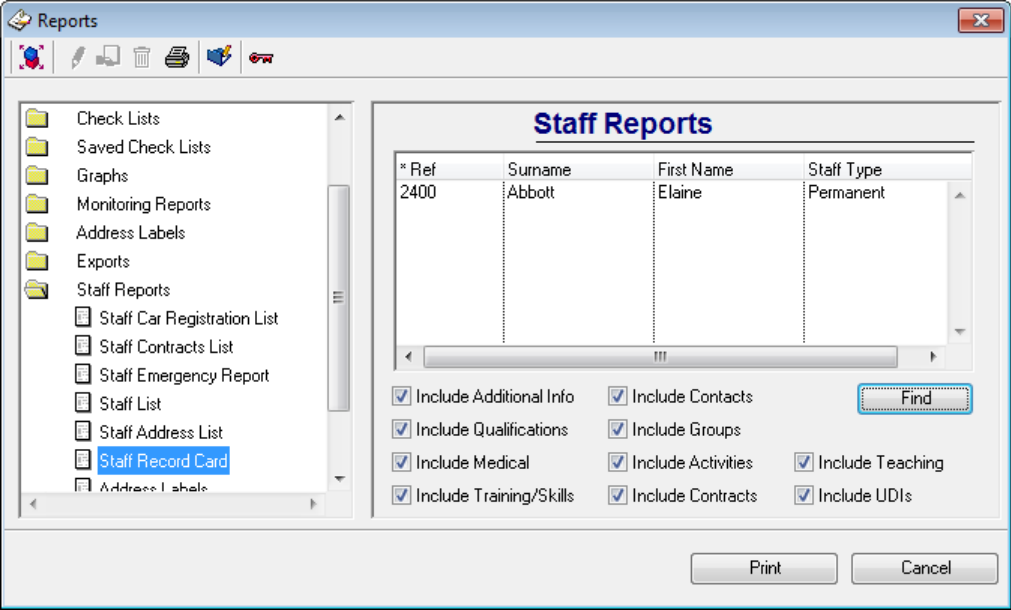 Reports
Check Lists
Saved Check Lists
Graphs
Monitoring Reports
Address Labels
Exports
Staff Reports
Staff Car Registration List
Staff Contracts List
Staff Emergency Report
Staff List
Staff Address List
Staff Record Card
Address Labels
Staff Reports
* Ref Surname First Name Staff Type
2400 Abbott Elaine Permanent
Include Additional Info Include Contacts Find
Include Qualifications Include Groups
Include Medical Include Activities Include Teaching
Include Training/Skills Include Contracts Include UDIs
Print Cancel